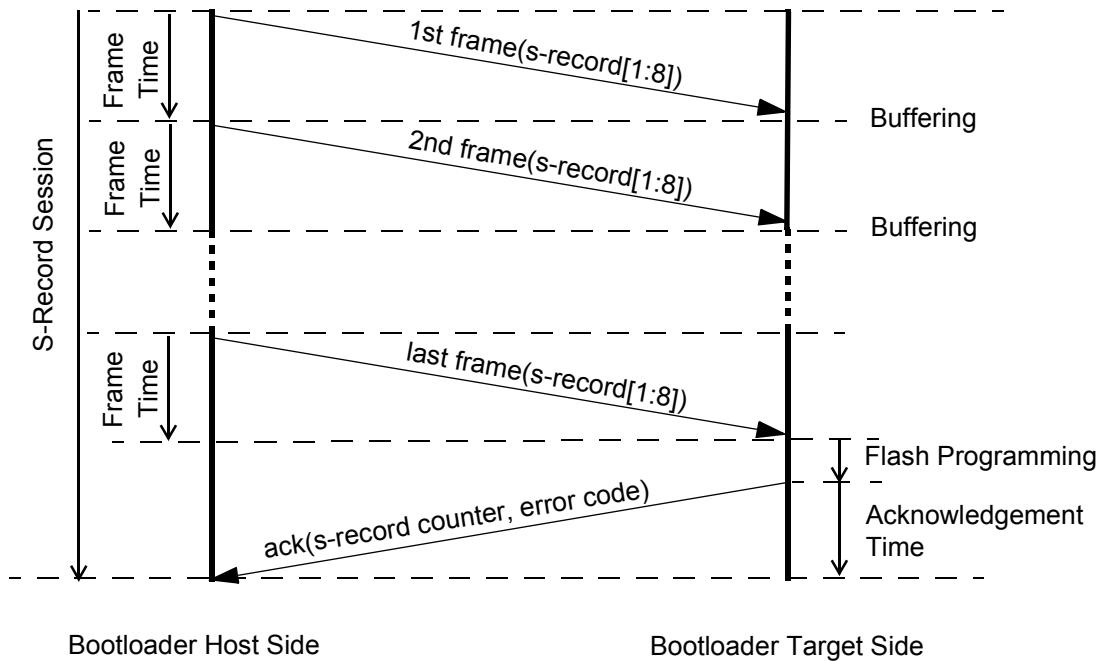 1st frame(s-record[1:8])
Frame
Time
Buffering
2nd frame(s-record[1:8])
Frame
Time
Buffering
S-Record Session
last frame(s-record[1:8])
Frame
Time
Flash Programming
ack(s-record counter, error code)
Acknowledgement
Time
Bootloader Host Side
Bootloader Target Side